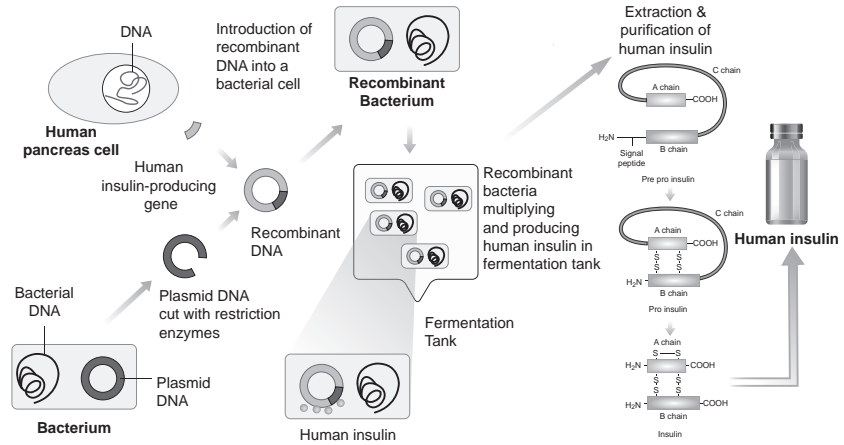 DNA
Human
pancreas cell
Introduction of
recombinant
DNA into a
bacterial cell
Recombinant
Bacterium
Human
insulin-producing
gene
Recombinant
DNA
Plasmid DNA
cut with restriction
enzymes
Bacterial
DNA
Plasmid
DNA
Bacterium
Recombinant
bacteria
multiplying
and producing
human insulin in
fermentation tank
Fermentation
Tank
Human insulin
Extraction &
purification of
human insulin
C chain
A chain
COOH
H₂N
Signal
peptide
B chain
Pre pro insulin
C chain
A chain
COOH
S S
S S
H₂N
B chain
Pro insulin
A chain
S S
H₂N COOH
S S
S S
H₂N COOH
B chain
Insulin
Human insulin